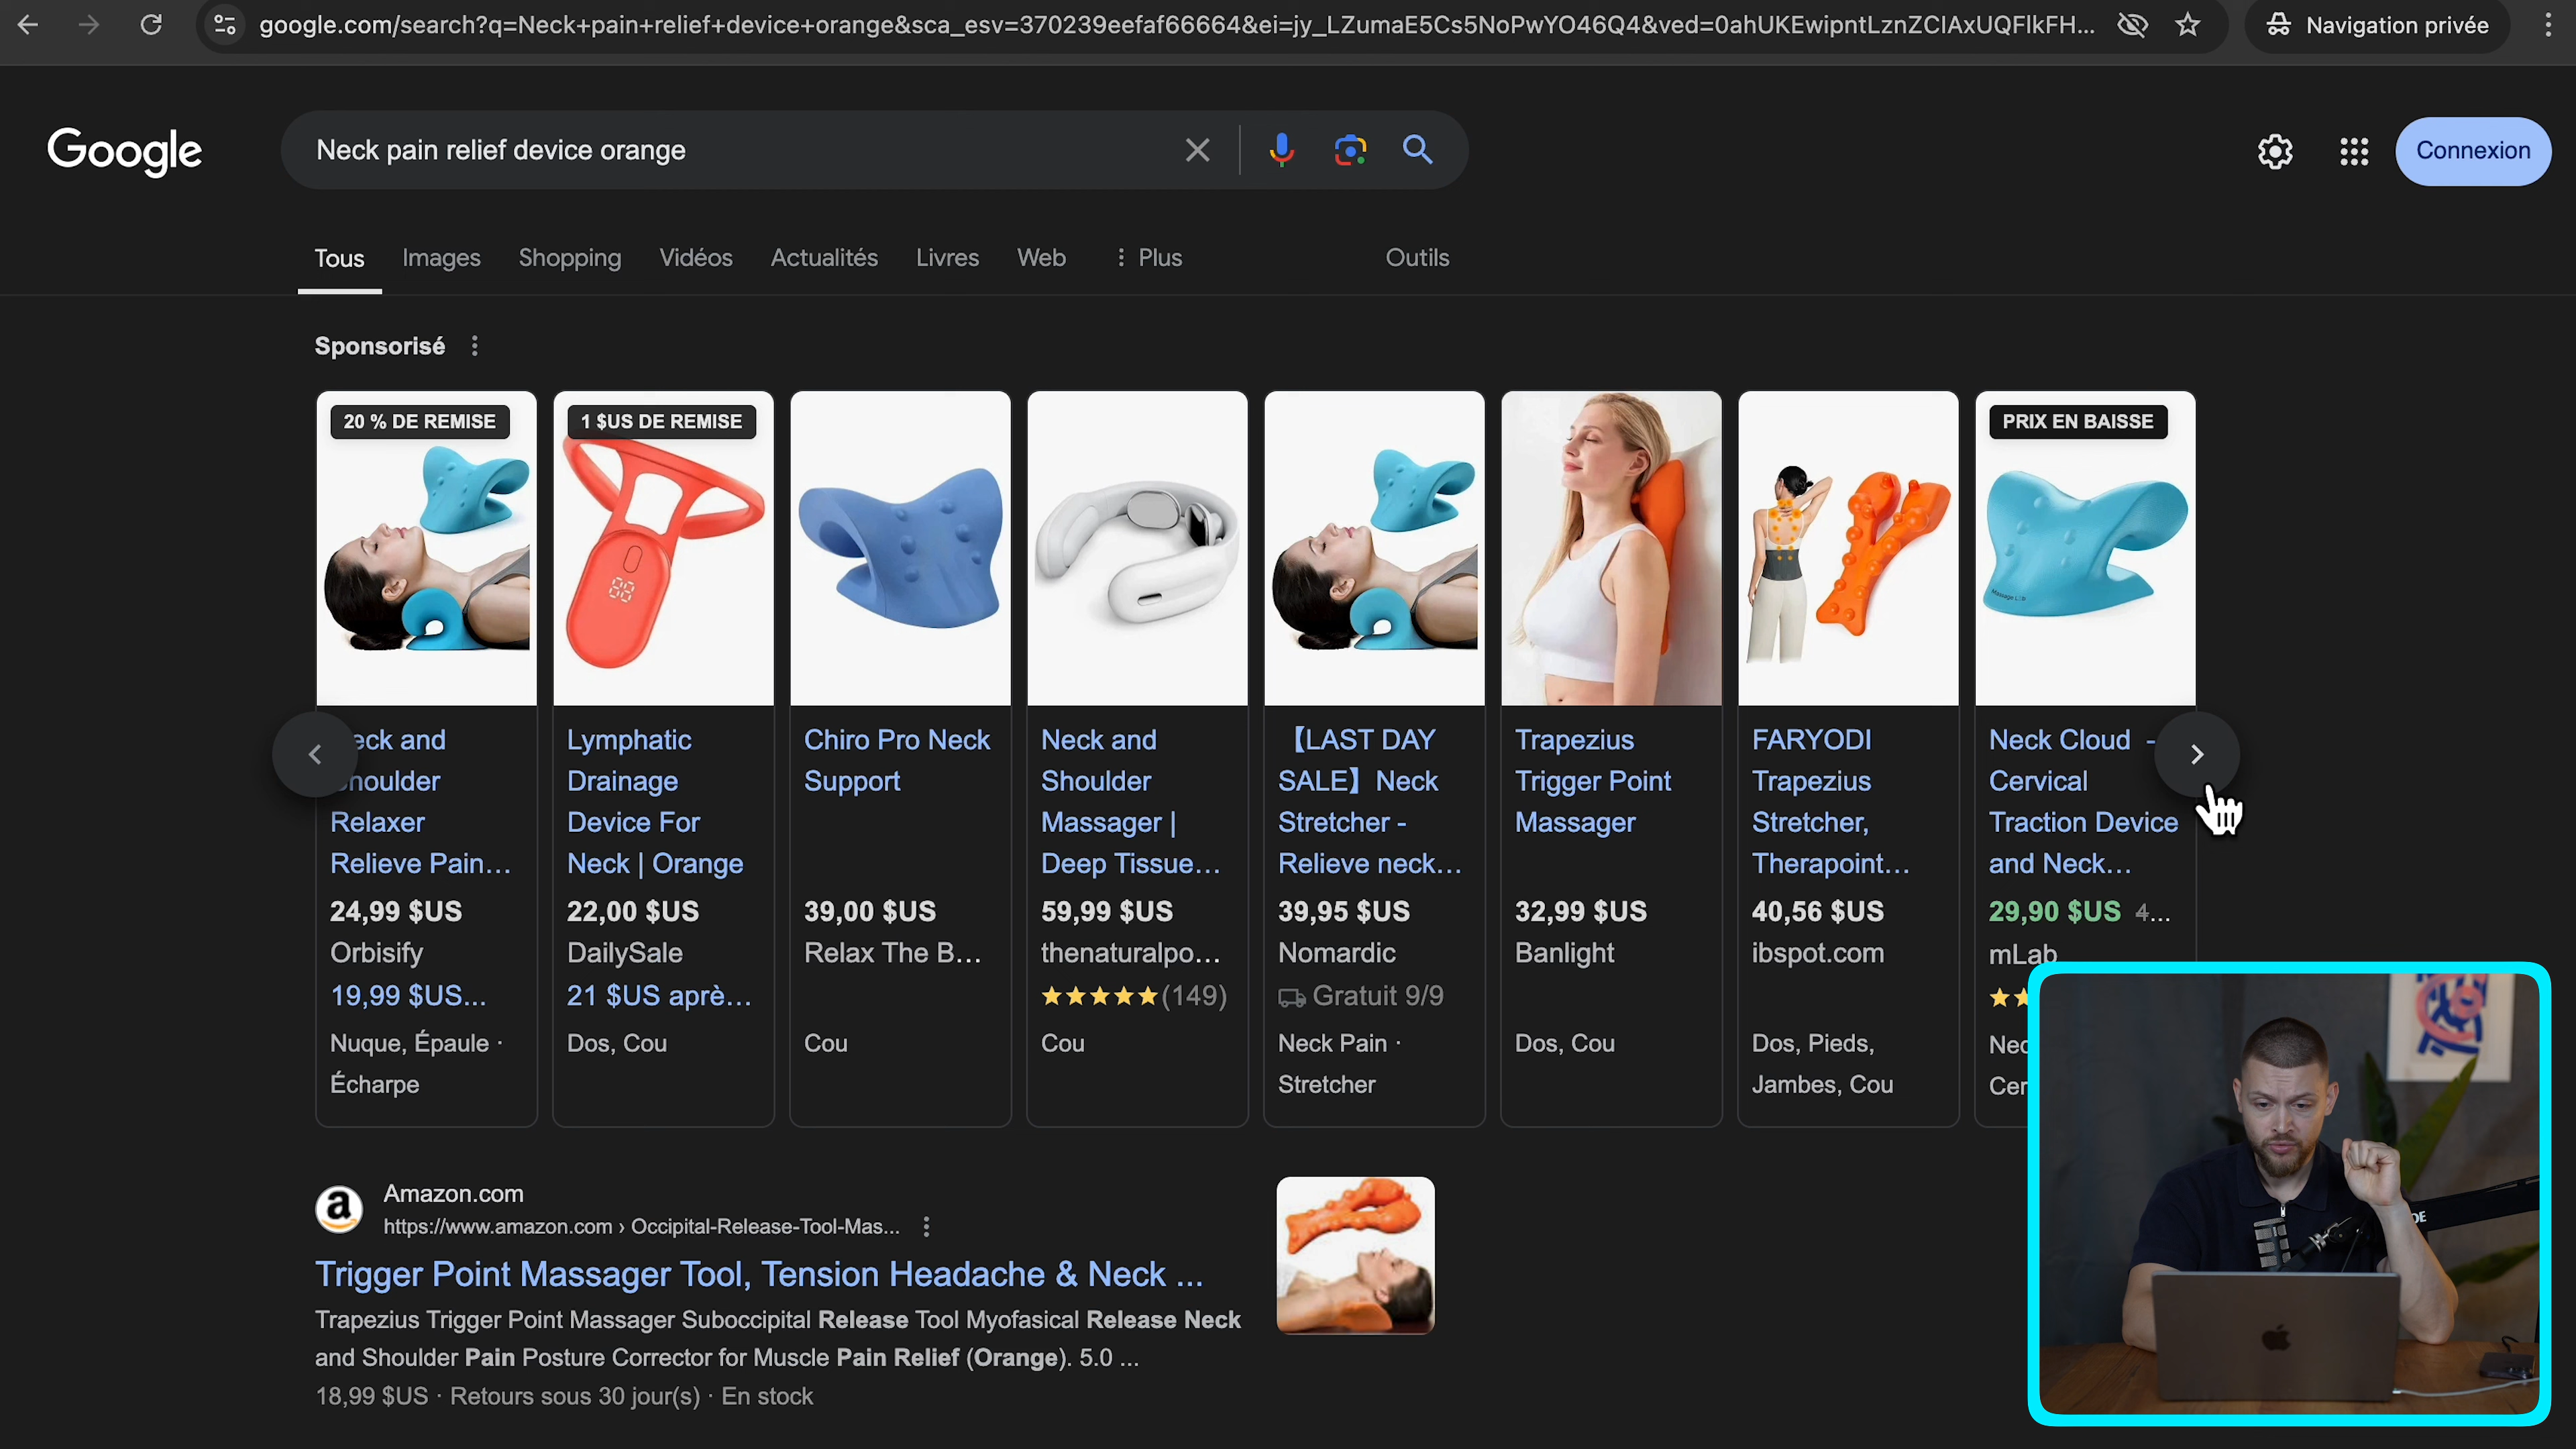 google.com/search?q=Neck+pain+relief+device+orange&sca_esv=370239eefaf66664&ei=jy_LZumaE5Cs5NoPwYO46Q4&ved=0ahUKEwipntLznZCIAxUQFlkFH...
Navigation privée
Google
Neck pain relief device orange
Connexion
Tous
Images
Shopping
Vidéos
Actualités
Livres
Web
Plus
Outils
Sponsorisé
20 % DE REMISE
eck and
houlder
Relaxer
Relieve Pain...
24,99 $US
Orbisify
19,99 $US...
Nuque, Épaule ·
Écharpe
1 $US DE REMISE
Lymphatic
Drainage
Device For
Neck | Orange
22,00 $US
DailySale
21 $US aprè...
Dos, Cou
Chiro Pro Neck
Support
39,00 $US
Relax The B...
Cou
Neck and
Shoulder
Massager |
Deep Tissue...
59,99 $US
thenaturalpo...
(149)
Cou
【LAST DAY
SALE】Neck
Stretcher -
Relieve neck...
39,95 $US
Nomardic
Gratuit 9/9
Neck Pain ·
Stretcher
Trapezius
Trigger Point
Massager
32,99 $US
Banlight
Dos, Cou
FARYODI
Trapezius
Stretcher,
Therapoint...
40,56 $US
ibspot.com
Dos, Pieds,
Jambes, Cou
PRIX EN BAISSE
Neck Cloud -
Cervical
Traction Device
and Neck...
29,90 $US 4...
mLab
Amazon.com
https://www.amazon.com › Occipital-Release-Tool-Mas...
Trigger Point Massager Tool, Tension Headache & Neck ...
Trapezius Trigger Point Massager Suboccipital Release Tool Myofasical Release Neck
and Shoulder Pain Posture Corrector for Muscle Pain Relief (Orange). 5.0 ...
18,99 $US · Retours sous 30 jour(s) · En stock